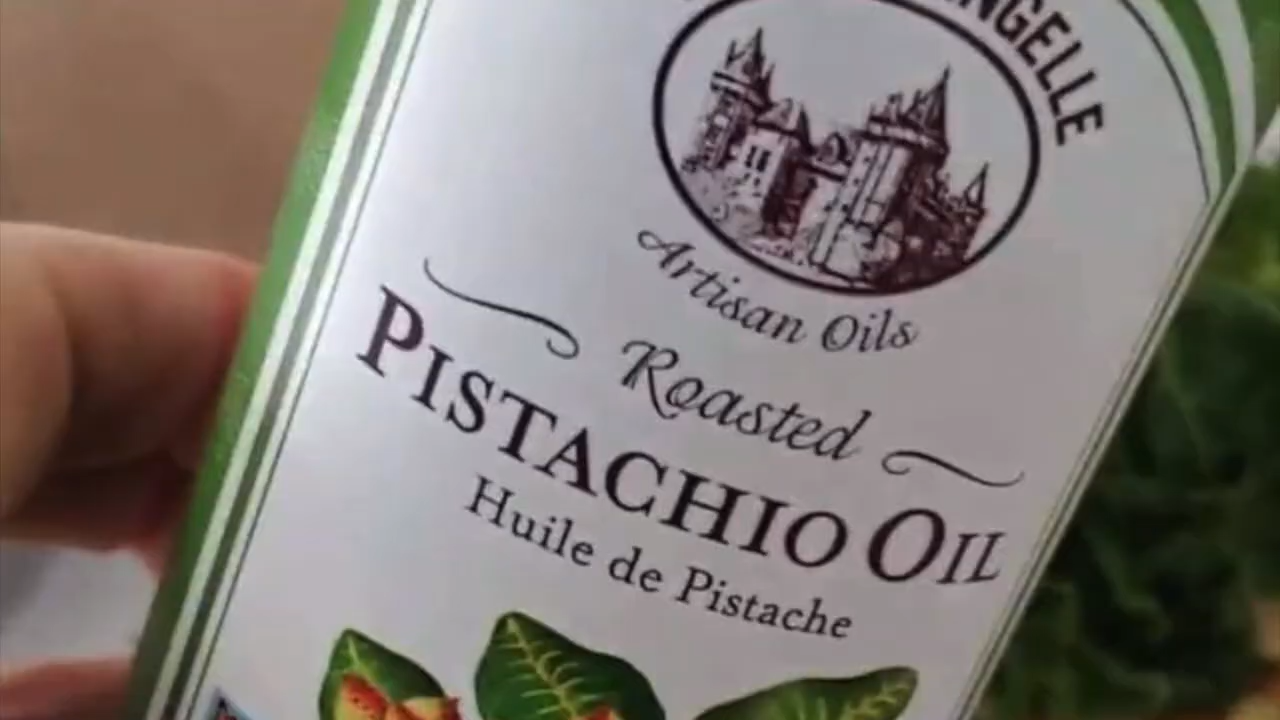 NGELLE
Artisan Oils
Roasted
PISTACHIO OIL
Huile de Pistache